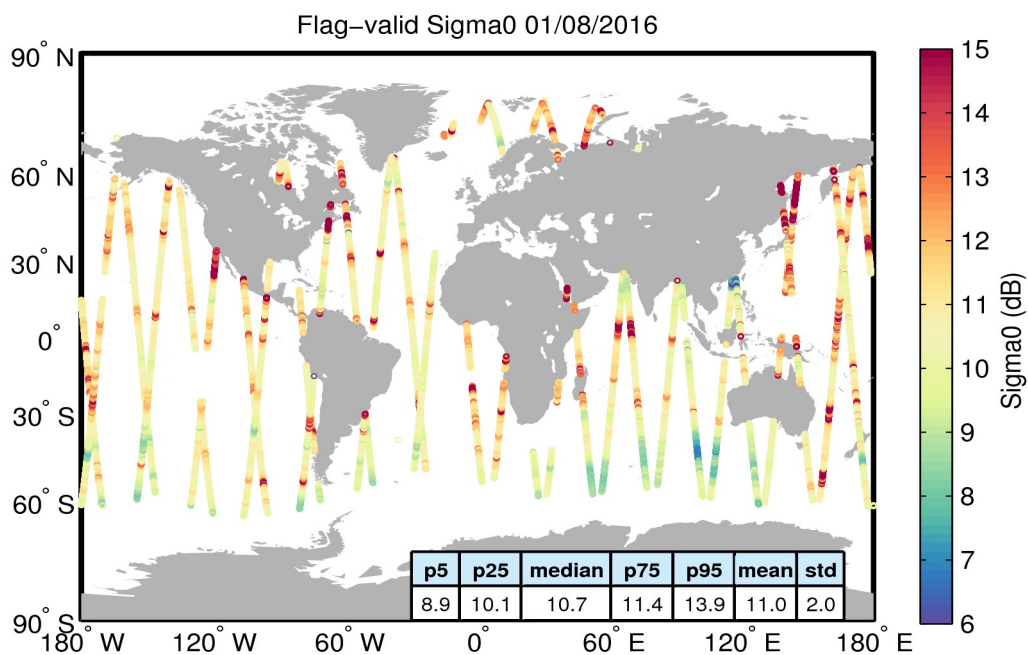 Flag−valid Sigma0 01/08/2016
90° N
60° N
30° N
0°
30° S
60° S
90° S
180° W
120° W
60° W
0°
60° E
120° E
180° E
p5 p25 median p75 p95 mean std
8.9 10.1 10.7 11.4 13.9 11.0 2.0
15
14
13
12
11
10
9
8
7
6
Sigma0 (dB)